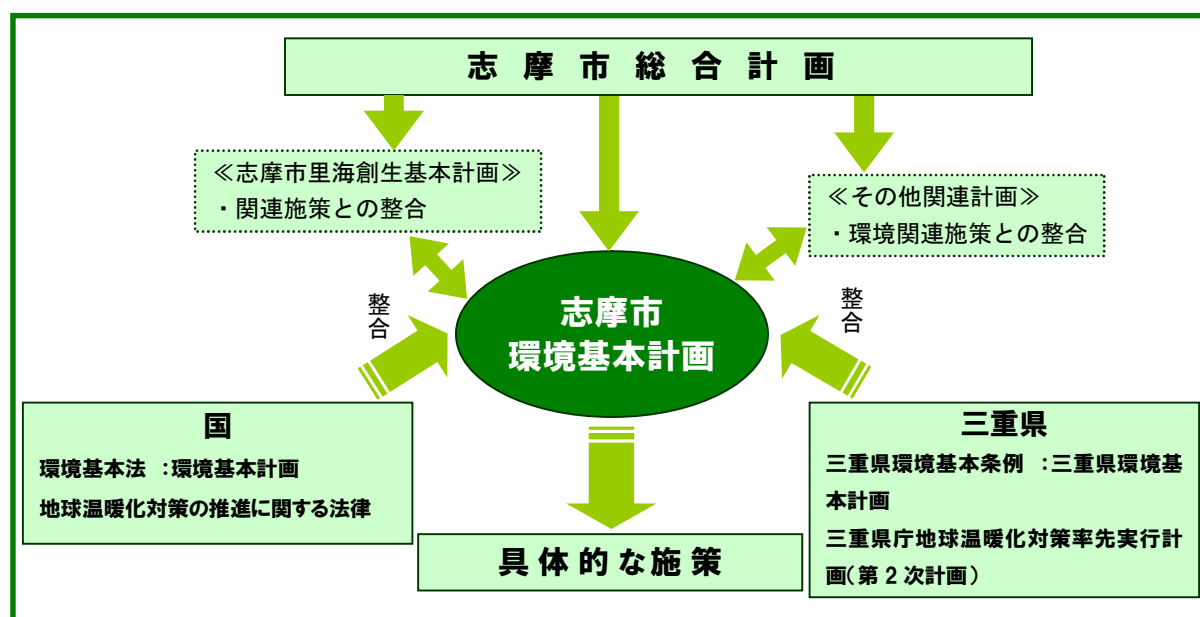 志摩市総合計画
≪志摩市里海創生基本計画≫
・関連施策との整合
≪その他関連計画≫
・環境関連施策との整合
整合
整合
志摩市
環境基本計画
国
環境基本法 :環境基本計画
地球温暖化対策の推進に関する法律
三重県
三重県環境基本条例 :三重県環境基
本計画
三重県庁地球温暖化対策率先実行計
画(第2次計画)
具体的な施策